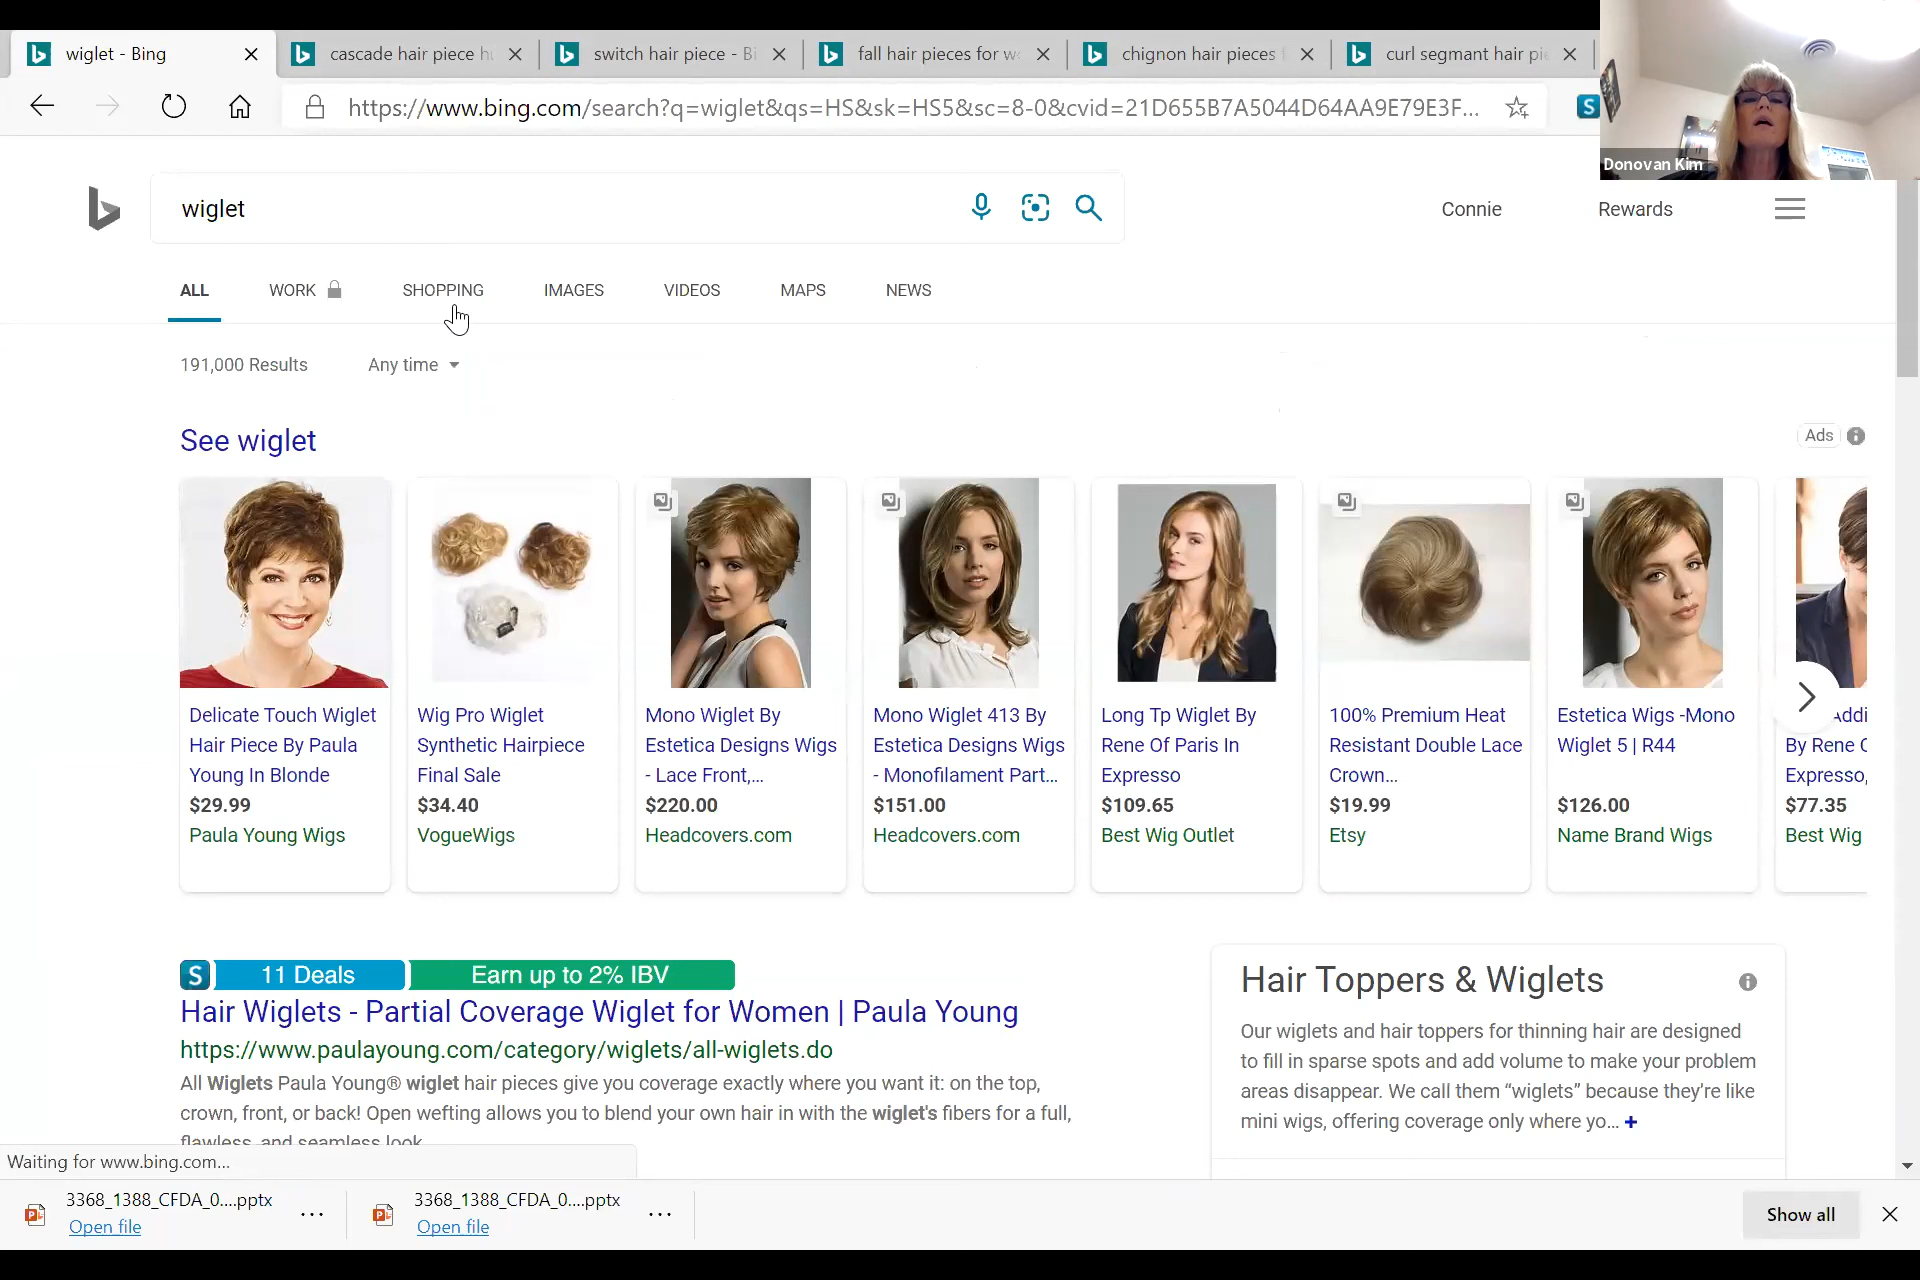 wiglet - Bing
cascade hair piece hu
switch hair piece - Bi
fall hair pieces for wo
chignon hair pieces f
curl segmant hair pie
https://www.bing.com/search?q=wiglet&qs=HS&sk=HS5&sc=8-0&cvid=21D655B7A5044D64AA9E79E3F...
S
Donovan Kim
wiglet
Connie
Rewards
ALL
WORK
SHOPPING
IMAGES
VIDEOS
MAPS
NEWS
191,000 Results
Any time
See wiglet
Ads
Delicate Touch Wiglet
Hair Piece By Paula
Young In Blonde
$29.99
Paula Young Wigs
Wig Pro Wiglet
Synthetic Hairpiece
Final Sale
$34.40
VogueWigs
Mono Wiglet By
Estetica Designs Wigs
- Lace Front,...
$220.00
Headcovers.com
Mono Wiglet 413 By
Estetica Designs Wigs
- Monofilament Part...
$151.00
Headcovers.com
Long Tp Wiglet By
Rene Of Paris In
Expresso
$109.65
Best Wig Outlet
100% Premium Heat
Resistant Double Lace
Crown...
$19.99
Etsy
Estetica Wigs -Mono
Wiglet 5 | R44
$126.00
Name Brand Wigs
Addi
By Rene O
Expresso,
$77.35
Best Wig
S
11 Deals
Earn up to 2% IBV
Hair Wiglets - Partial Coverage Wiglet for Women | Paula Young
https://www.paulayoung.com/category/wiglets/all-wiglets.do
All Wiglets Paula Young® wiglet hair pieces give you coverage exactly where you want it: on the top,
crown, front, or back! Open wefting allows you to blend your own hair in with the wiglet's fibers for a full,
flawless, and seamless look
Hair Toppers & Wiglets
Our wiglets and hair toppers for thinning hair are designed
to fill in sparse spots and add volume to make your problem
areas disappear. We call them “wiglets” because they’re like
mini wigs, offering coverage only where yo... +
Waiting for www.bing.com...
3368_1388_CFDA_0....pptx
Open file
3368_1388_CFDA_0....pptx
Open file
Show all